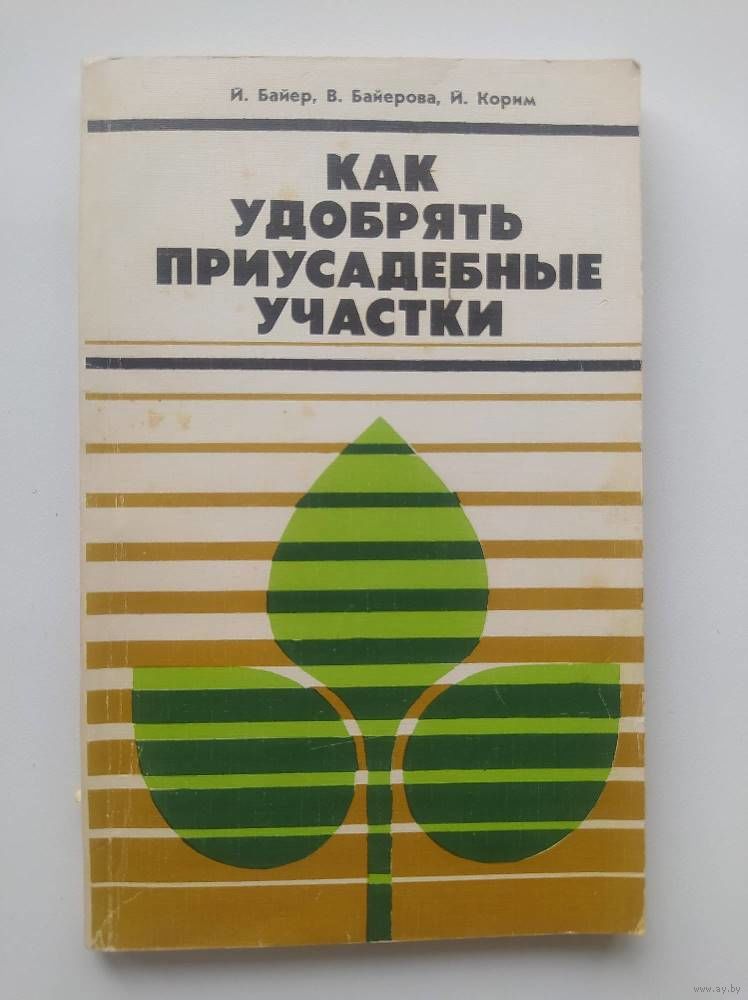 Й. Байер, В. Байерова, Й. Корим
КАК
УДОБРЯТЬ
ПРИУСАДЕБНЫЕ
УЧАСТКИ
www.ay.by